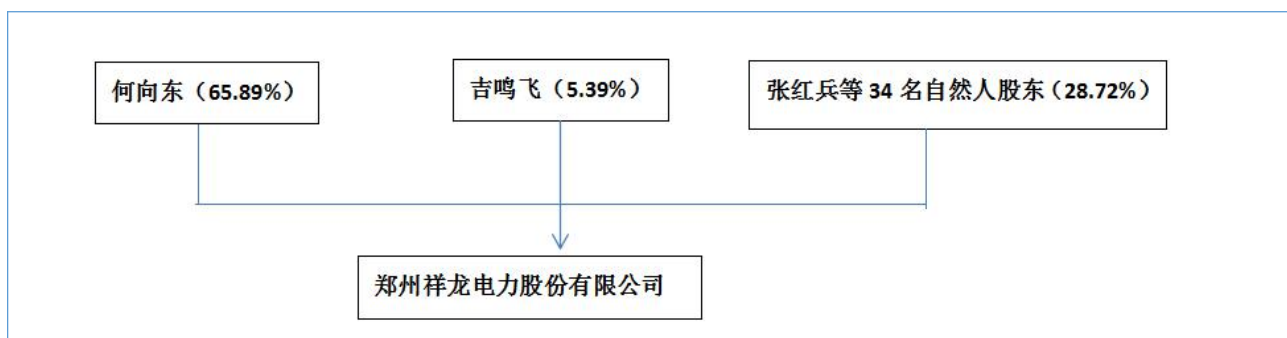 何向东（65.89%）
吉鸣飞（5.39%）
张红兵等 34 名自然人股东（28.72%）
郑州祥龙电力股份有限公司